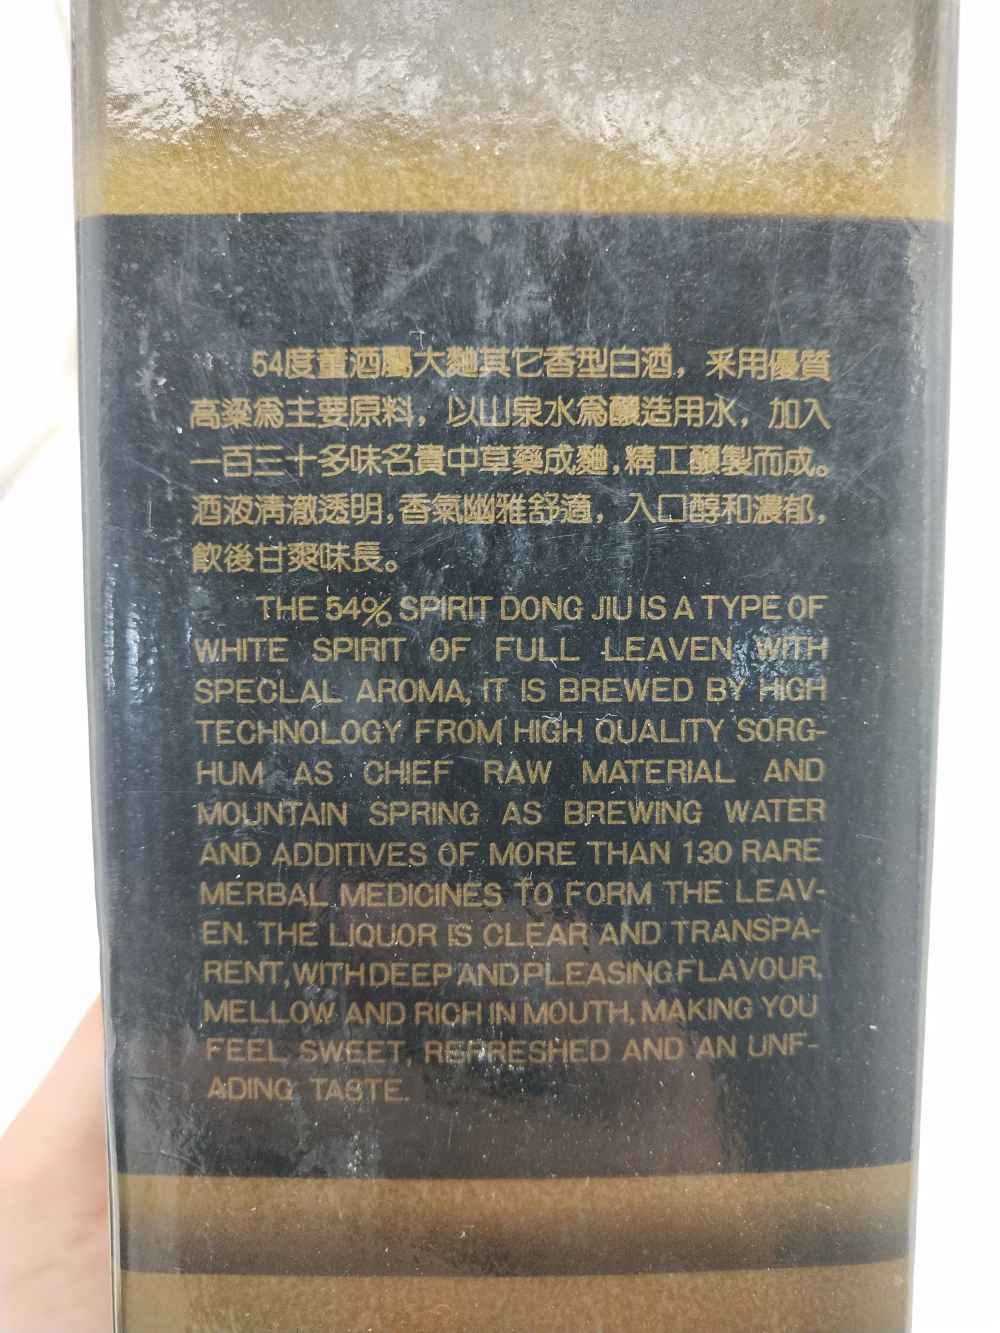 54度董酒屬大麯其它香型白酒，采用優質
高粱為主要原料，以山泉水為釀造用水，加入
一百三十多味名貴中草藥成麯，精工釀製而成。
酒液清澈透明，香氣幽雅舒適，入口醇和濃郁，
飲後甘爽味長。
THE 54% SPIRIT DONG JIU IS A TYPE OF
WHITE SPIRIT OF FULL LEAVEN WITH
SPECLAL AROMA, IT IS BREWED BY HIGH
TECHNOLOGY FROM HIGH QUALITY SORG-
HUM AS CHIEF RAW MATERIAL AND
MOUNTAIN SPRING AS BREWING WATER
AND ADDITIVES OF MORE THAN 130 RARE
MERBAL MEDICINES TO FORM THE LEAV-
EN. THE LIQUOR IS CLEAR AND TRANSPA-
RENT, WITH DEEP AND PLEASING FLAVOUR,
MELLOW AND RICH IN MOUTH, MAKING YOU
FEEL SWEET, REFRESHED AND AN UNF-
ADING TASTE.